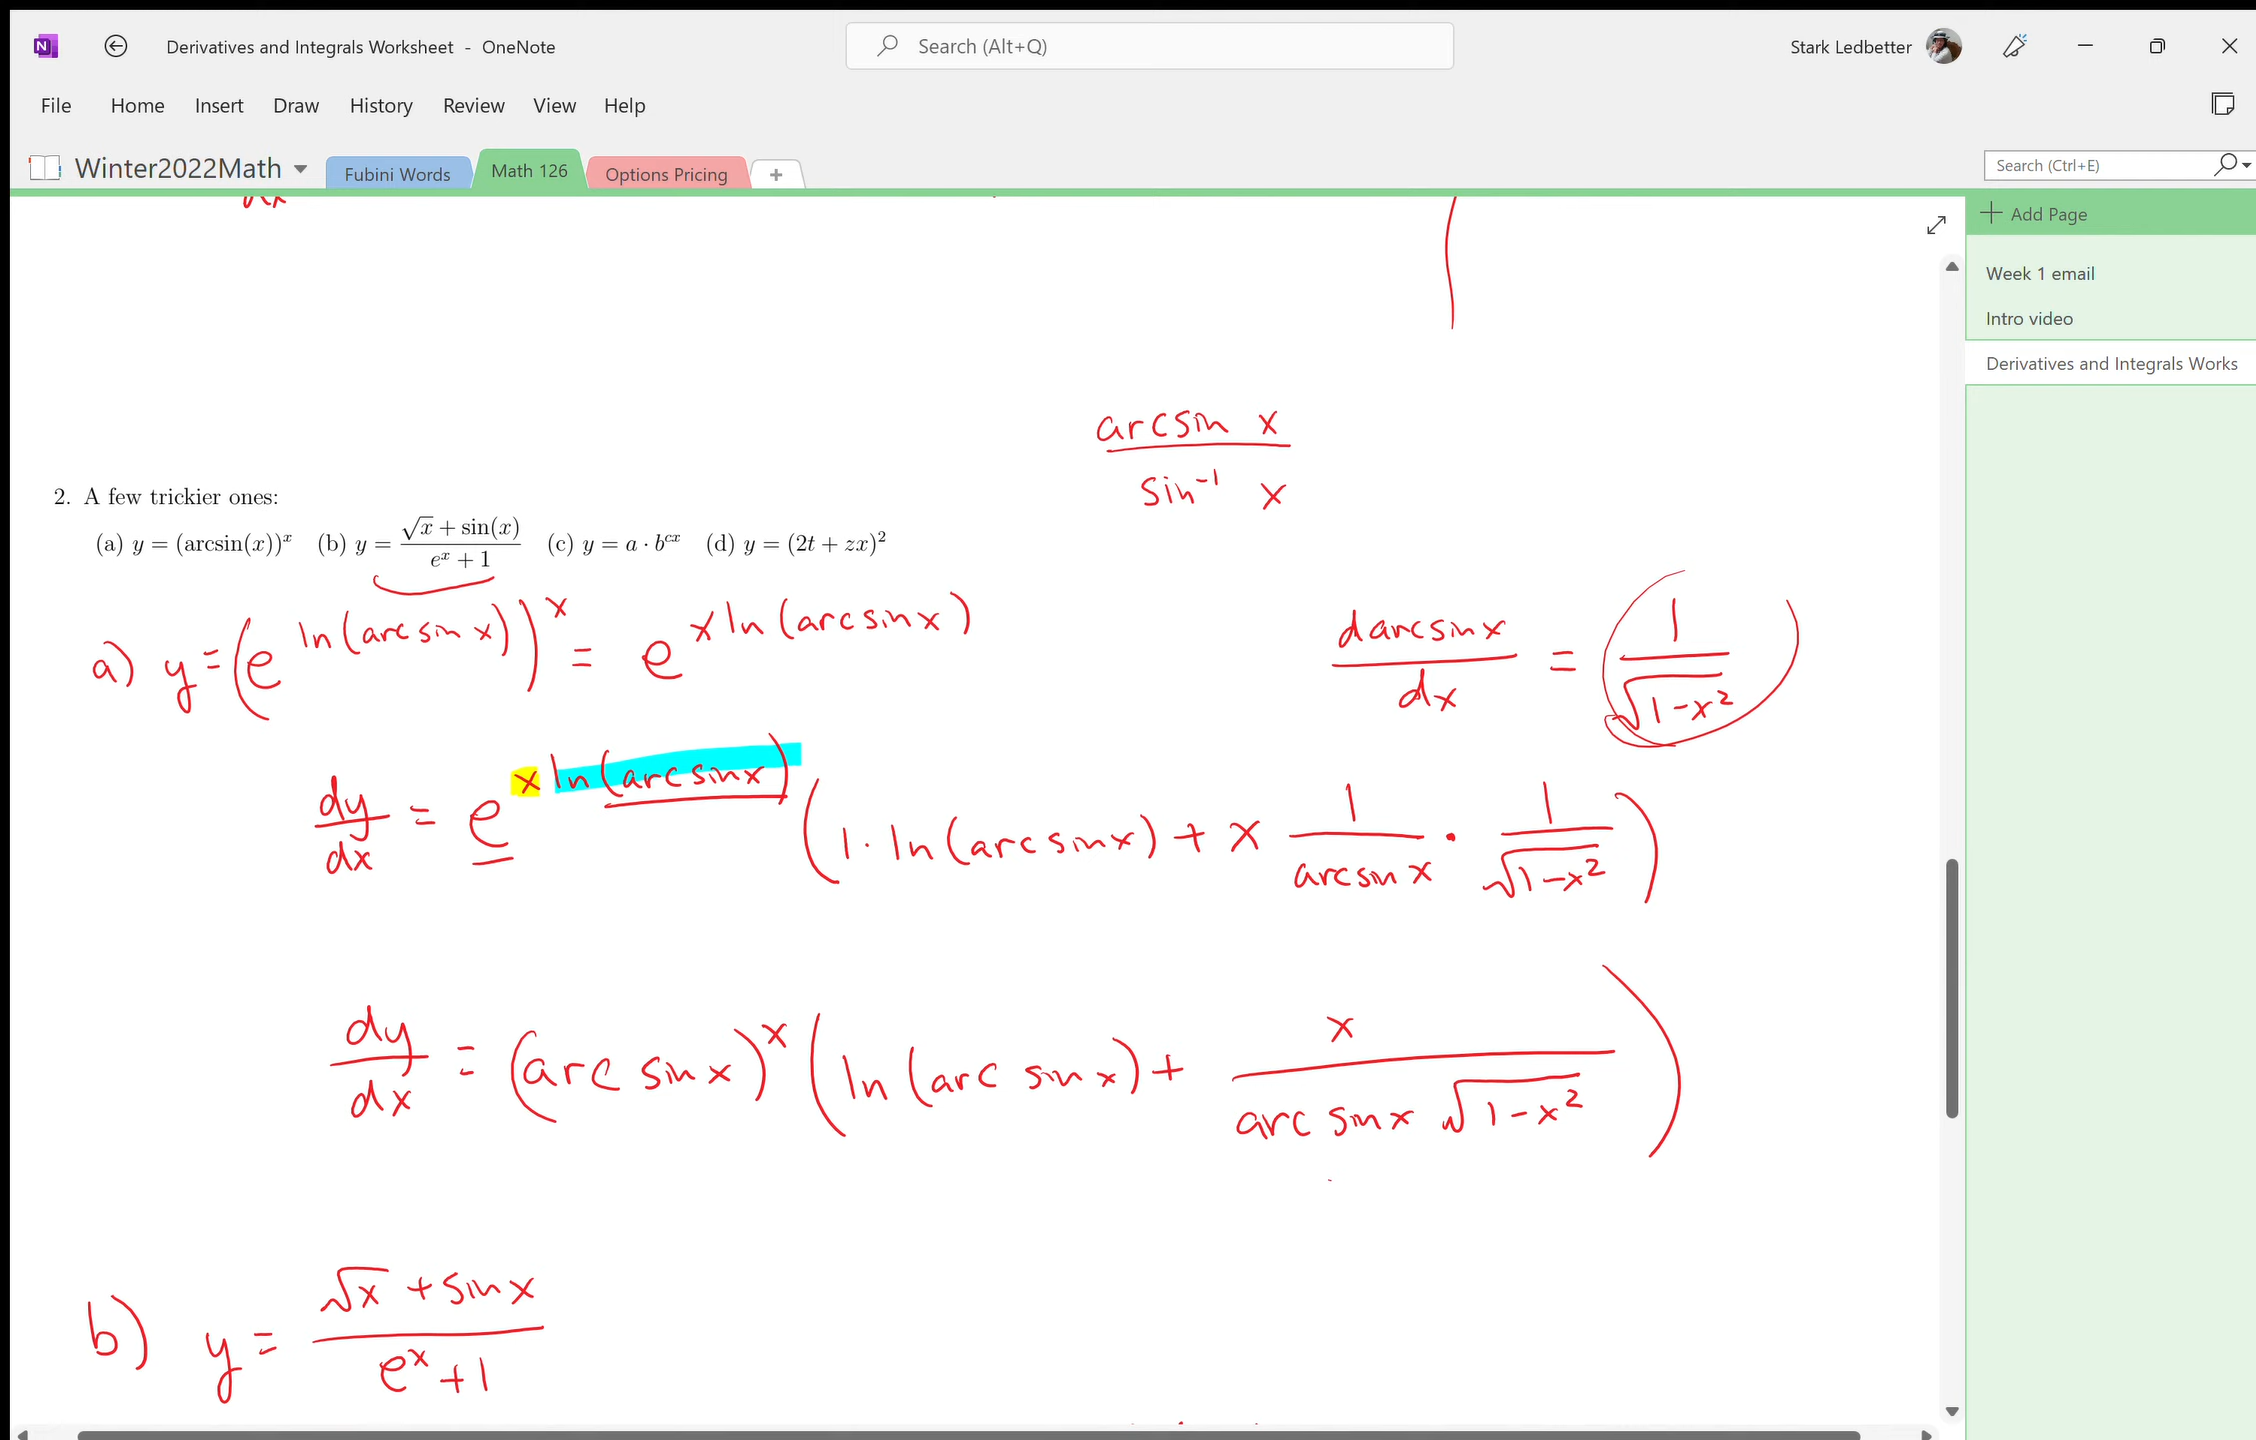 Derivatives and Integrals Worksheet - OneNote
Search (Alt+Q)
Stark Ledbetter
File Home Insert Draw History Review View Help
Winter2022Math Fubini Words Math 126 Options Pricing +
Search (Ctrl+E)
Add Page
Week 1 email
Intro video
Derivatives and Integrals Works
dx
arcsin x
sin⁻¹ x
2. A few trickier ones:
(a) y = (arcsin(x))ˣ (b) y = (√x + sin(x))/(eˣ + 1) (c) y = a · bᶜˣ (d) y = (2t + zx)²
a) y = (e^{ln(arcsin x)})^x = e^{x ln(arcsin x)}
d arcsin x / dx = 1/√(1-x²)
dy/dx = e^{x ln(arcsin x)} (1 · ln(arcsin x) + x 1/(arcsin x) · 1/√(1-x²))
dy/dx = (arcsin x)^x (ln(arcsin x) + x/(arcsin x √(1-x²)))
b) y = (√x + sin x)/(eˣ + 1)